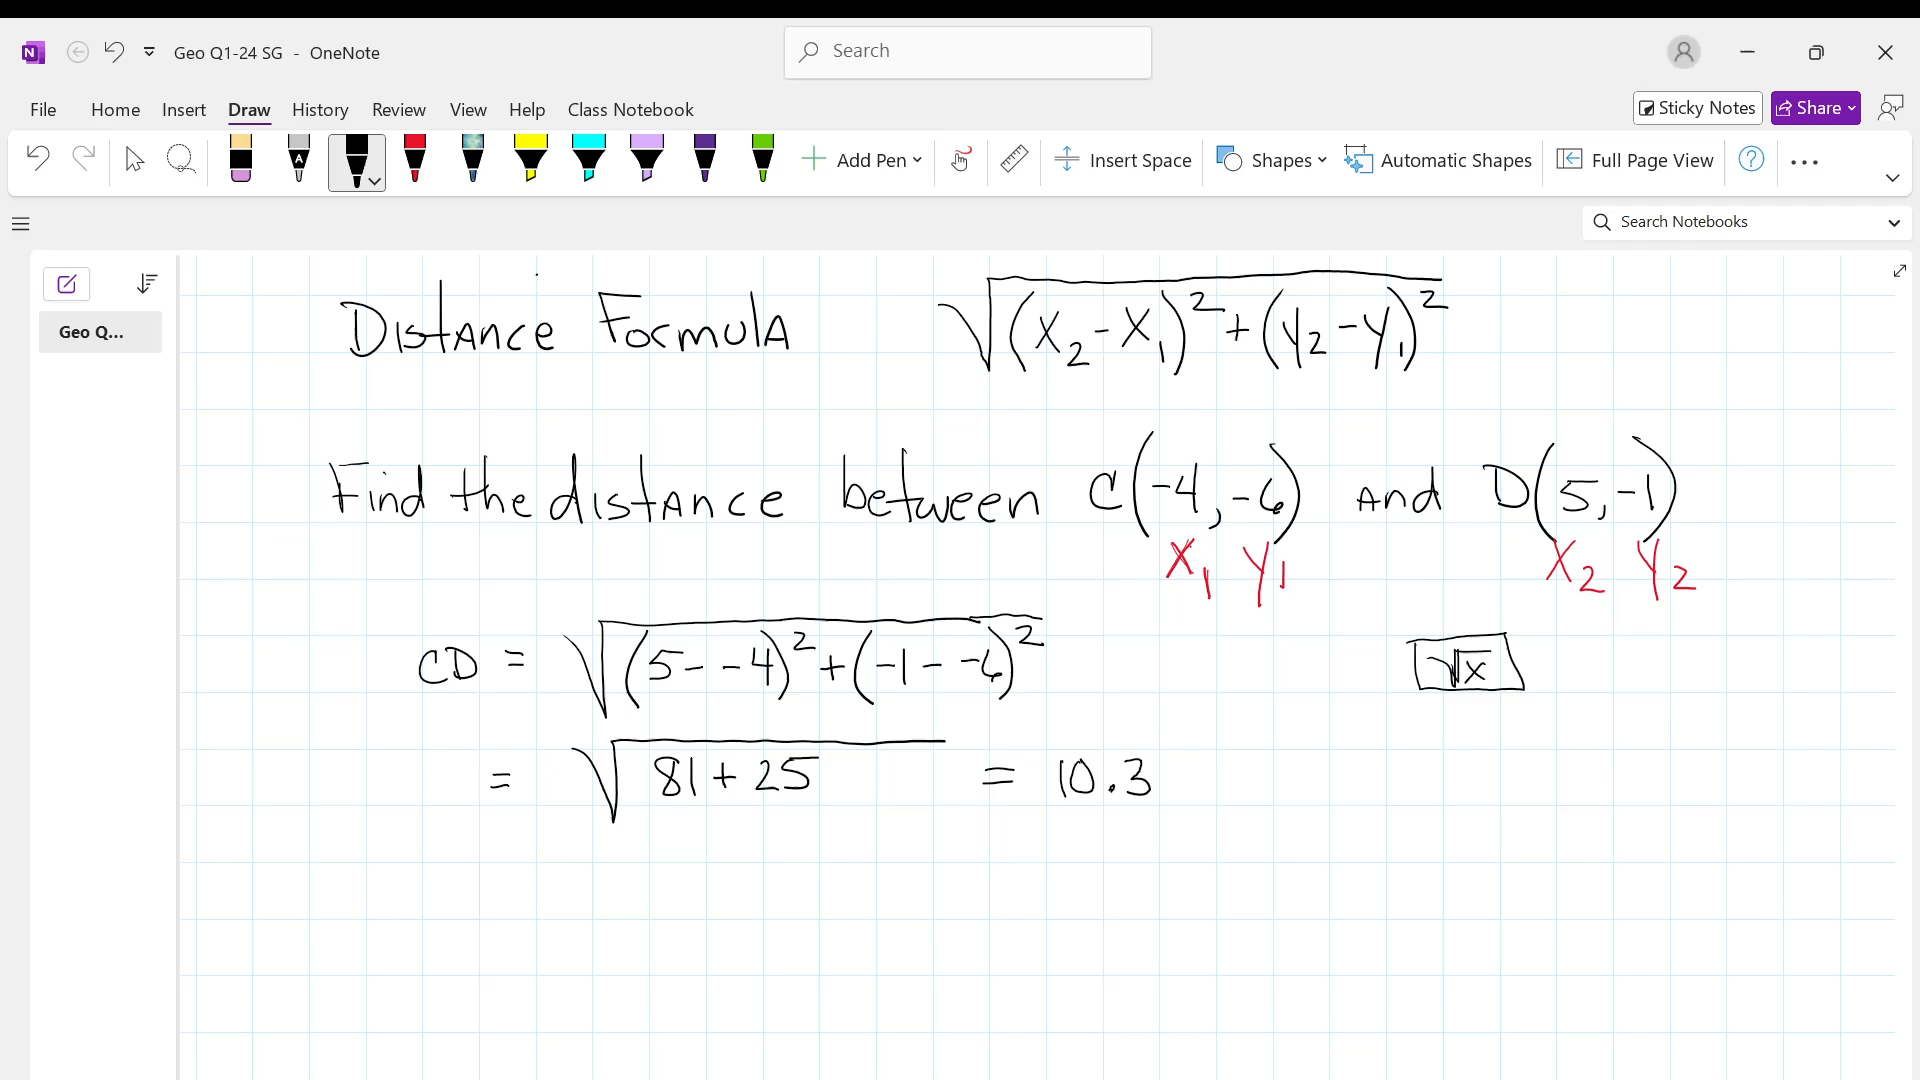 Geo Q1-24 SG - OneNote
Search
File Home Insert Draw History Review View Help Class Notebook
Sticky Notes Share
A Add Pen Insert Space Shapes Automatic Shapes Full Page View
Search Notebooks
Geo Q...
Distance Formula √((x₂-x₁)²+(y₂-y₁)²)
Find the distance between C(-4,-6) and D(5,-1)
x₁ y₁ x₂ y₂
CD = √((5--4)²+(-1--6)²)
√x
= √(81+25) = 10.3